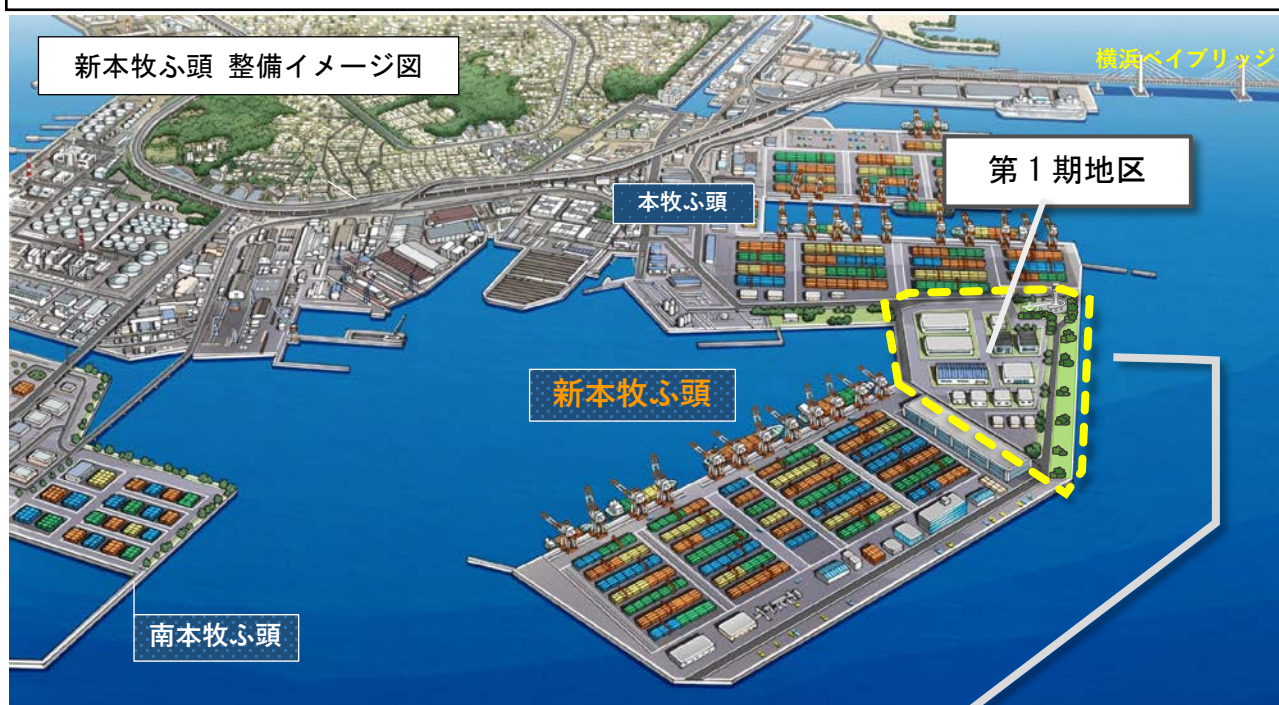 新本牧ふ頭 整備イメージ図
横浜ベイブリッジ
第1期地区
本牧ふ頭
新本牧ふ頭
南本牧ふ頭